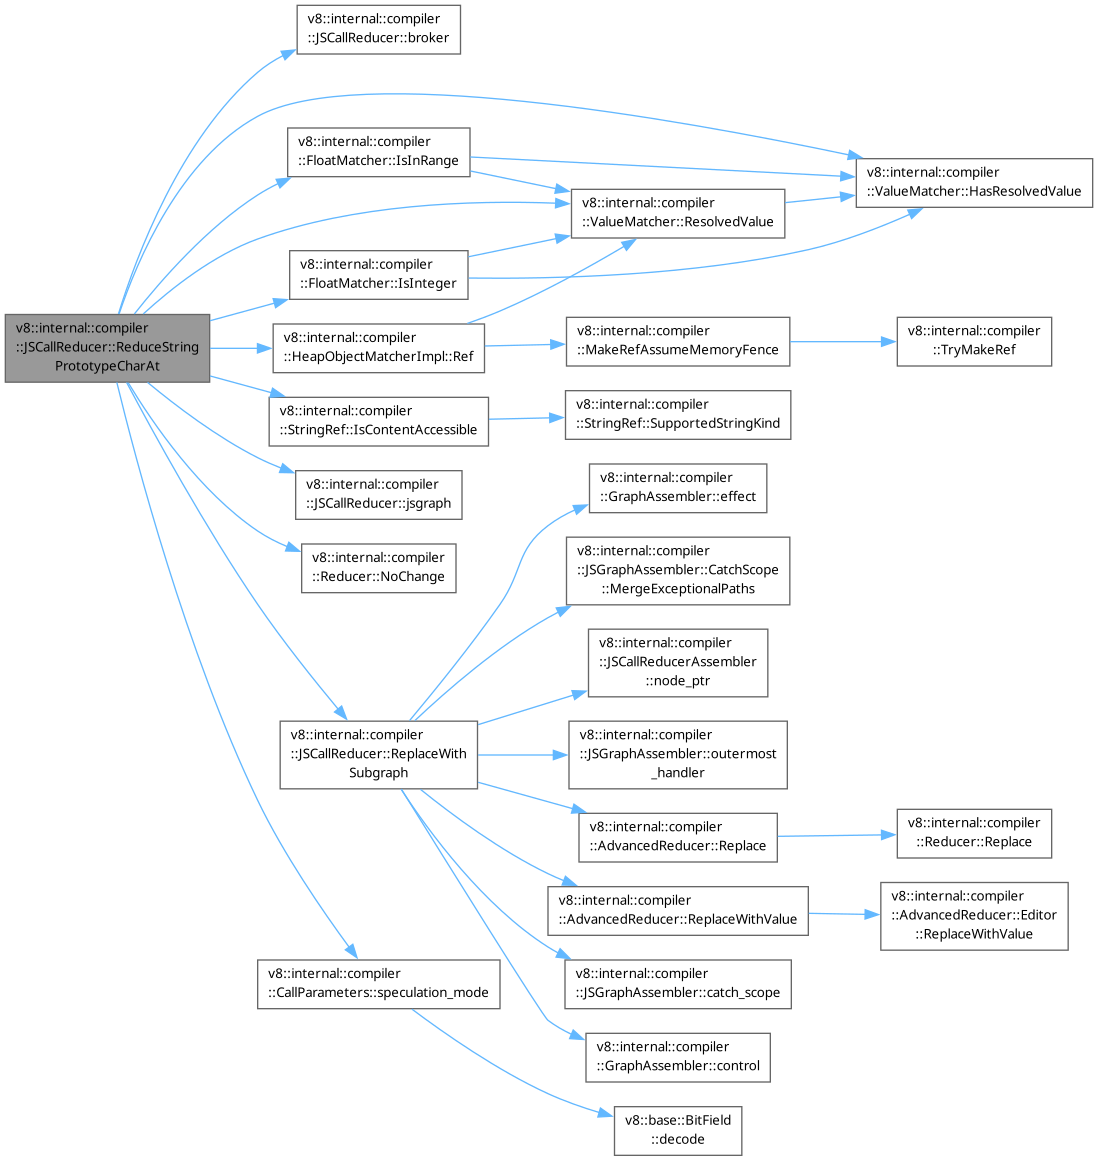 v8::internal::compiler
::JSCallReducer::broker
v8::internal::compiler
::FloatMatcher::IsInRange
v8::internal::compiler
::ValueMatcher::HasResolvedValue
v8::internal::compiler
::ValueMatcher::ResolvedValue
v8::internal::compiler
::FloatMatcher::IsInteger
v8::internal::compiler
::JSCallReducer::ReduceString
PrototypeCharAt
v8::internal::compiler
::HeapObjectMatcherImpl::Ref
v8::internal::compiler
::MakeRefAssumeMemoryFence
v8::internal::compiler
::TryMakeRef
v8::internal::compiler
::StringRef::IsContentAccessible
v8::internal::compiler
::StringRef::SupportedStringKind
v8::internal::compiler
::JSCallReducer::jsgraph
v8::internal::compiler
::GraphAssembler::effect
v8::internal::compiler
::Reducer::NoChange
v8::internal::compiler
::JSGraphAssembler::CatchScope
::MergeExceptionalPaths
v8::internal::compiler
::JSCallReducerAssembler
::node_ptr
v8::internal::compiler
::JSCallReducer::ReplaceWith
Subgraph
v8::internal::compiler
::JSGraphAssembler::outermost
_handler
v8::internal::compiler
::AdvancedReducer::Replace
v8::internal::compiler
::Reducer::Replace
v8::internal::compiler
::AdvancedReducer::ReplaceWithValue
v8::internal::compiler
::AdvancedReducer::Editor
::ReplaceWithValue
v8::internal::compiler
::CallParameters::speculation_mode
v8::internal::compiler
::JSGraphAssembler::catch_scope
v8::internal::compiler
::GraphAssembler::control
v8::base::BitField
::decode